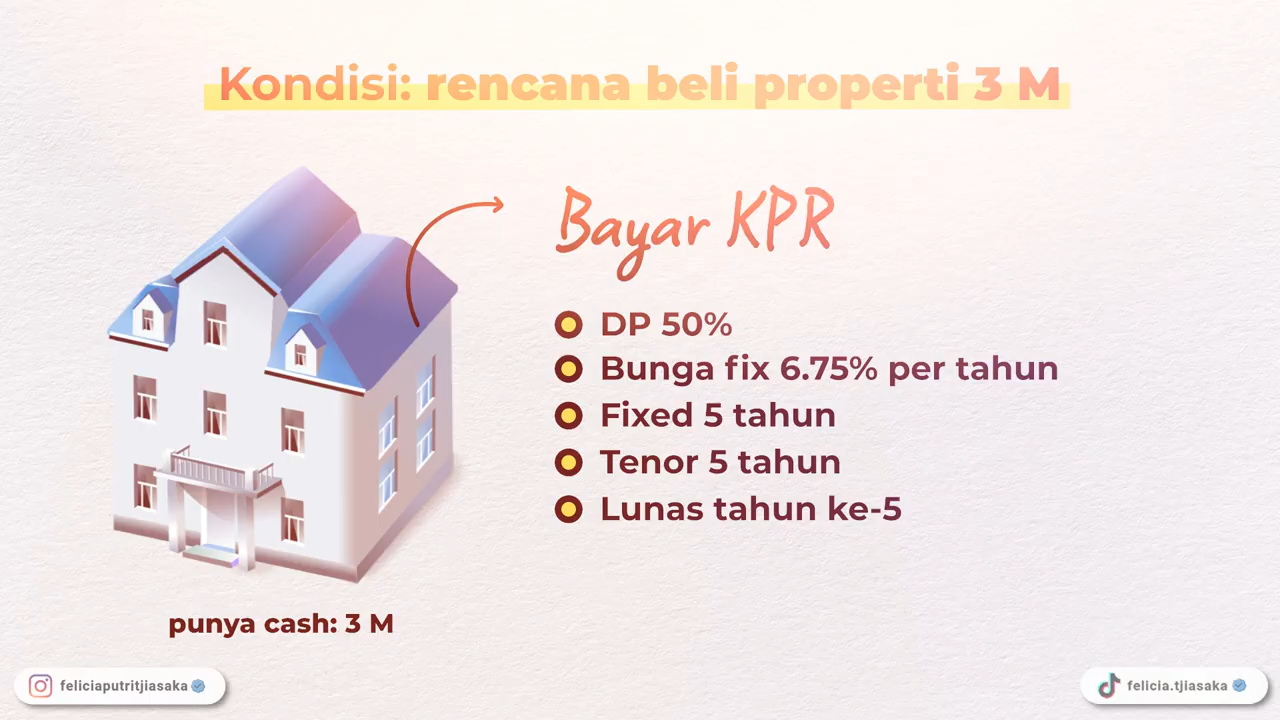 Kondisi: rencana beli properti 3 M
Bayar KPR
DP 50%
Bunga fix 6.75% per tahun
Fixed 5 tahun
Tenor 5 tahun
Lunas tahun ke-5
punya cash: 3 M
feliciaputritjiasaka
felicia.tjiasaka